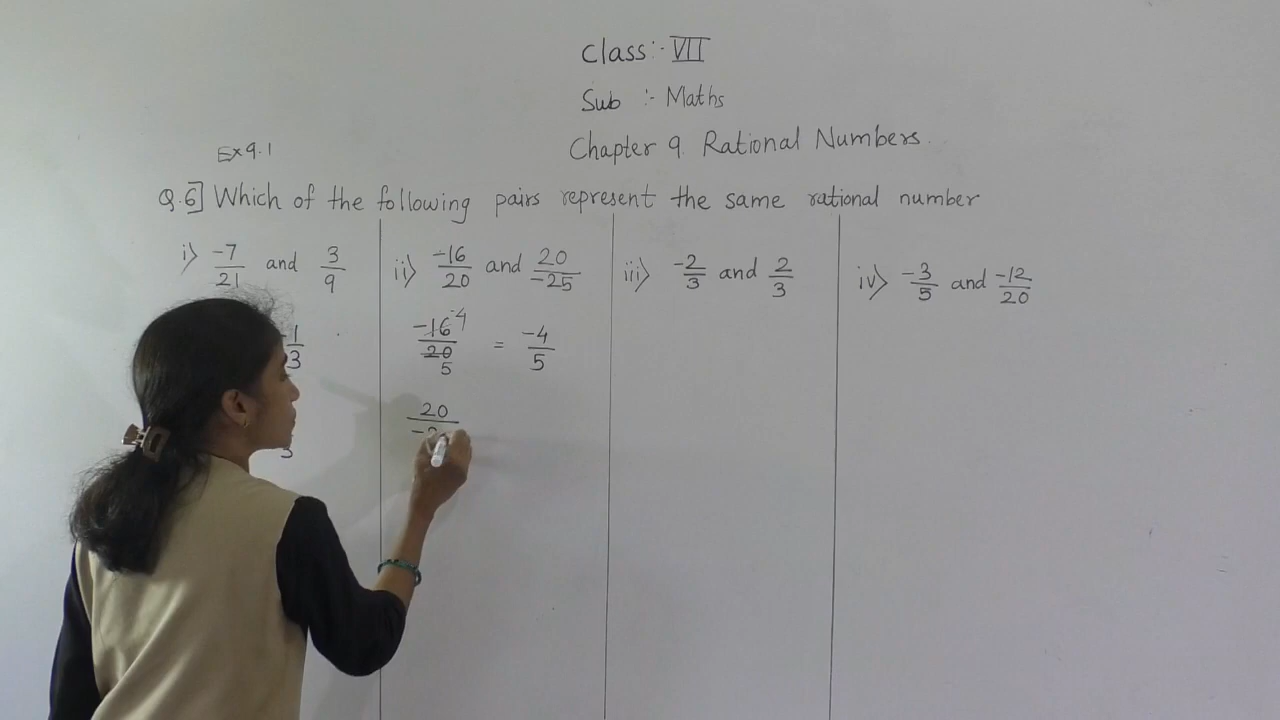 Class:- VII
Sub :- Maths
Chapter 9. Rational Numbers.
Ex 9.1
Q.6] Which of the following pairs represent the same rational number
i) -7/21 and 3/9
ii) -16/20 and 20/-25
iii) -2/3 and 2/3
iv) -3/5 and -12/20
-1/3
3
-16/20 -4/5 = -4/5
20/-2